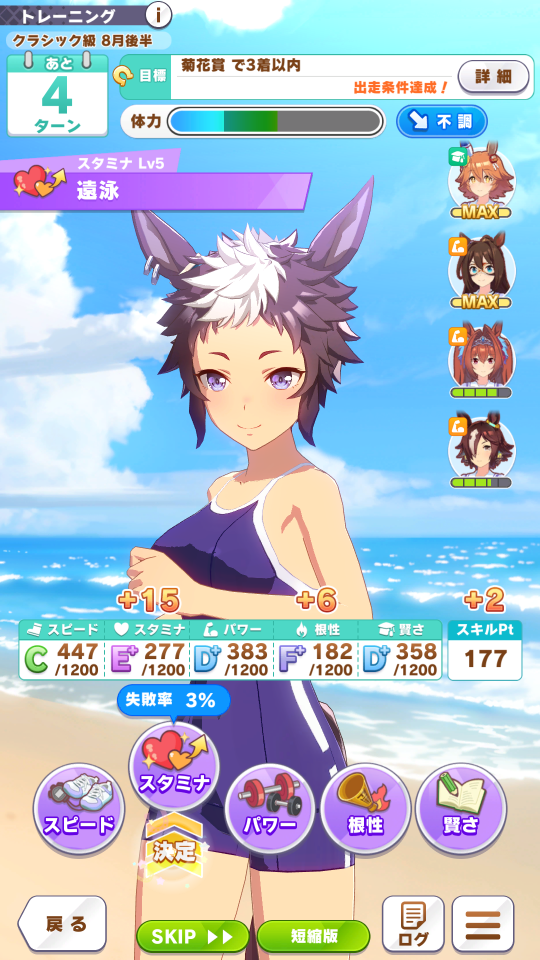 トレーニング
i
クラシック級 8月後半
あと
4
ターン
目標
菊花賞 で3着以内
出走条件達成！
詳細
体力
不調
スタミナ Lv5
遠泳
MAX
MAX
+15
+6
+2
スピード
スタミナ
パワー
根性
賢さ
スキルPt
C 447 /1200
E+ 277 /1200
D+ 383 /1200
F+ 182 /1200
D+ 358 /1200
177
失敗率 3%
スピード
スタミナ
パワー
根性
賢さ
決定
戻る
SKIP
短縮版
ログ